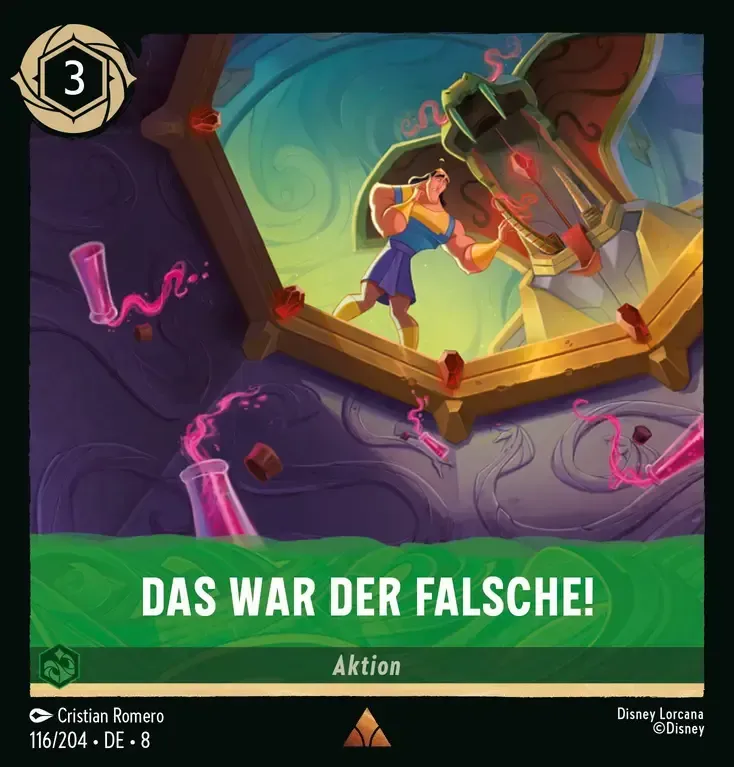 3
DAS WAR DER FALSCHE!
Aktion
Cristian Romero
116/204 • DE • 8
Disney Lorcana
©Disney